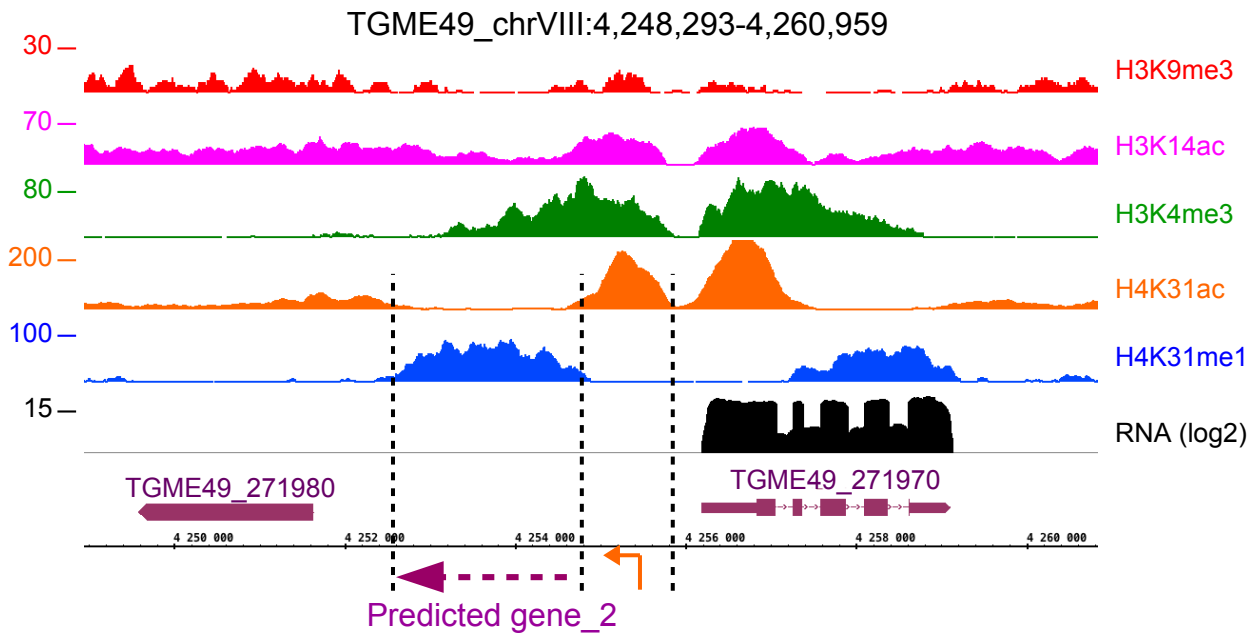 TGME49_chrVIII:4,248,293-4,260,959
30
H3K9me3
70
H3K14ac
80
H3K4me3
200
H4K31ac
100
H4K31me1
15
RNA (log2)
TGME49_271980
TGME49_271970
4 250 000
4 252 000
4 254 000
4 256 000
4 258 000
4 260 000
Predicted gene_2